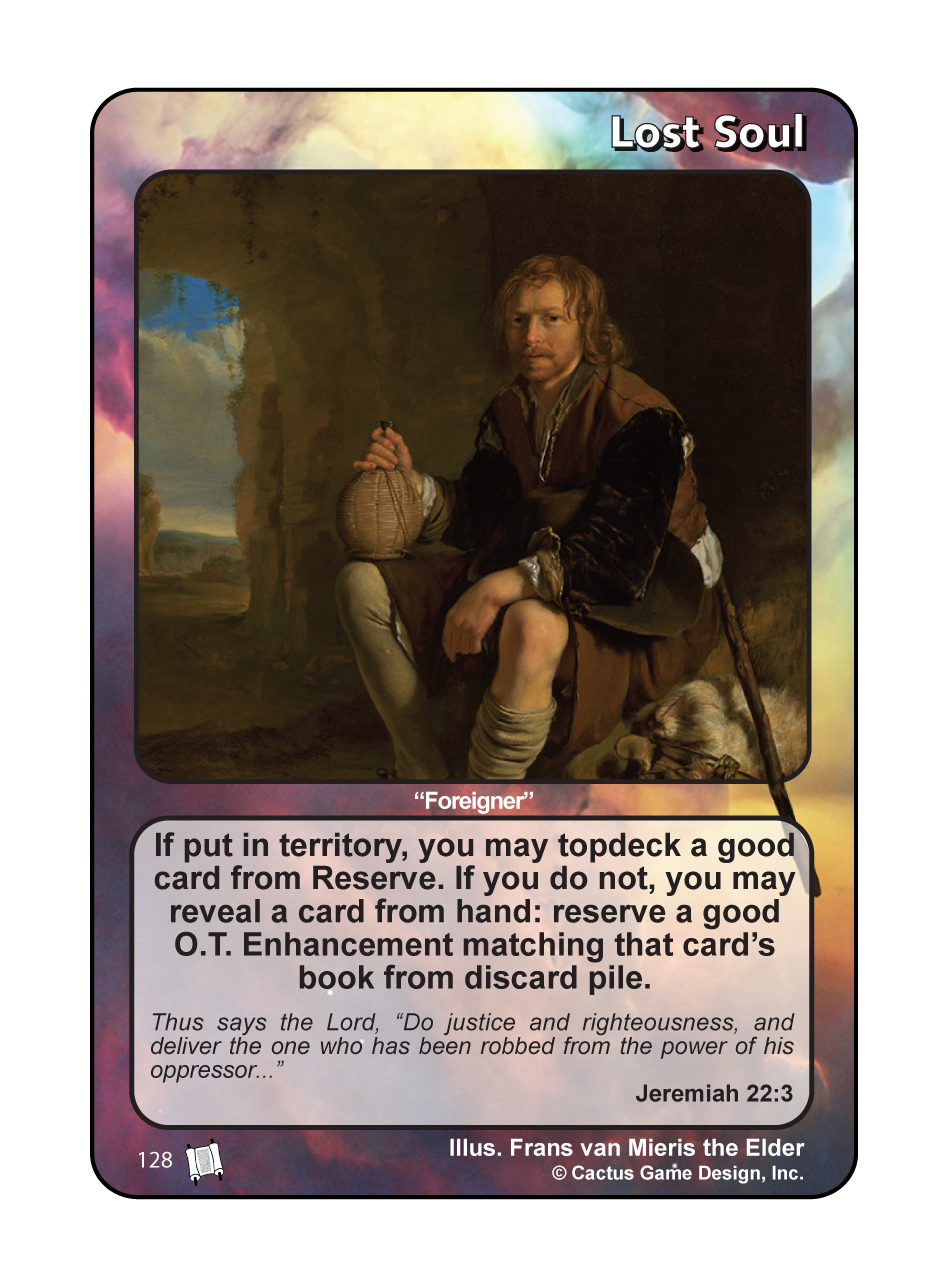 Lost Soul
“Foreigner”
If put in territory, you may topdeck a good
card from Reserve. If you do not, you may
reveal a card from hand: reserve a good
O.T. Enhancement matching that card’s
book from discard pile.
Thus says the Lord, “Do justice and righteousness, and
deliver the one who has been robbed from the power of his
oppressor...”
Jeremiah 22:3
128
Illus. Frans van Mieris the Elder
© Cactus Game Design, Inc.